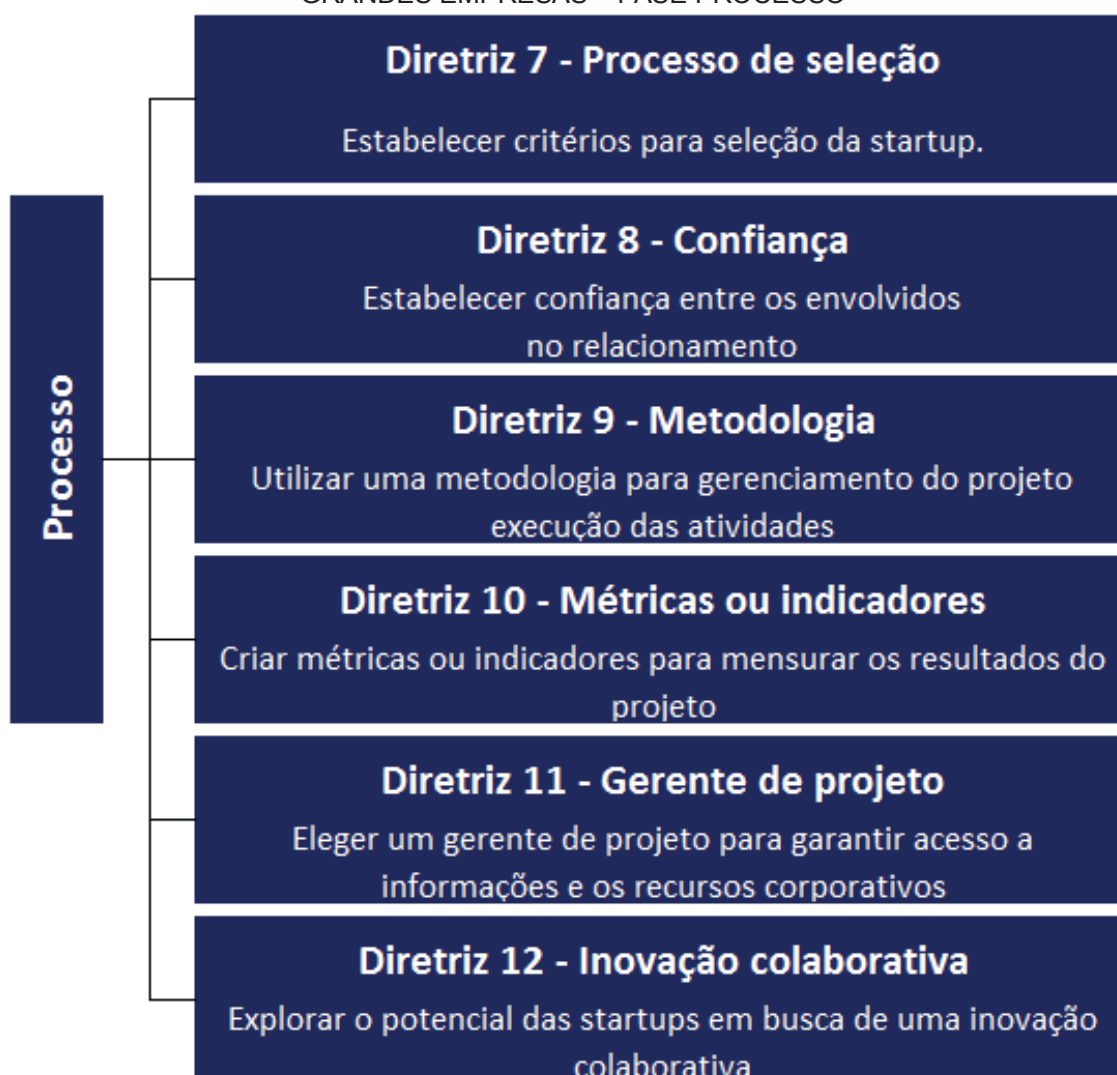 GRANDES EMPRESAS – FASE PROCESSO
Diretriz 7 - Processo de seleção
Estabelecer critérios para seleção da startup.
Diretriz 8 - Confiança
Estabelecer confiança entre os envolvidos
no relacionamento
Processo
Diretriz 9 - Metodologia
Utilizar uma metodologia para gerenciamento do projeto
execução das atividades
Diretriz 10 - Métricas ou indicadores
Criar métricas ou indicadores para mensurar os resultados do
projeto
Diretriz 11 - Gerente de projeto
Eleger um gerente de projeto para garantir acesso a
informações e os recursos corporativos
Diretriz 12 - Inovação colaborativa
Explorar o potencial das startups em busca de uma inovação
colaborativa